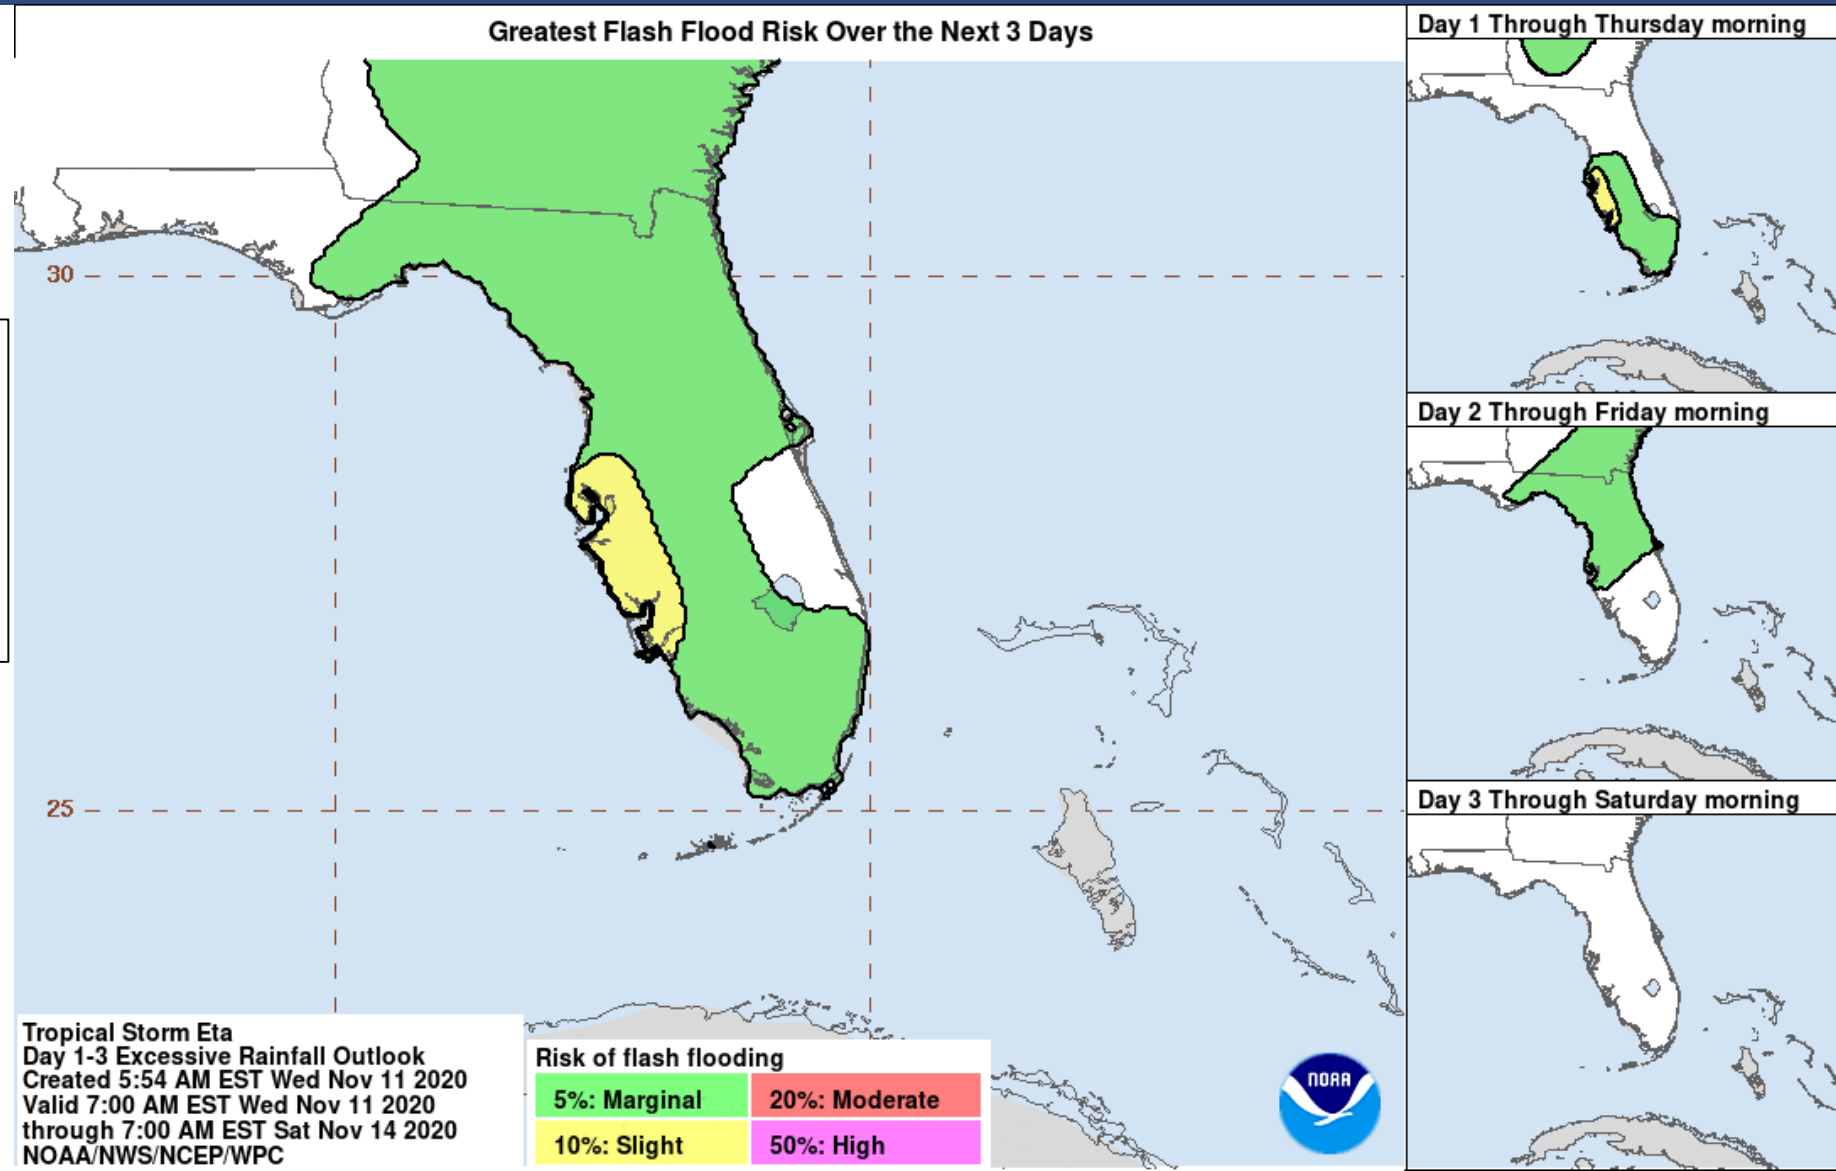 Greatest Flash Flood Risk Over the Next 3 Days
30
25
Tropical Storm Eta
Day 1-3 Excessive Rainfall Outlook
Created 5:54 AM EST Wed Nov 11 2020
Valid 7:00 AM EST Wed Nov 11 2020
through 7:00 AM EST Sat Nov 14 2020
NOAA/NWS/NCEP/WPC
Risk of flash flooding
5%: Marginal
20%: Moderate
10%: Slight
50%: High
NOAA
Day 1 Through Thursday morning
Day 2 Through Friday morning
Day 3 Through Saturday morning